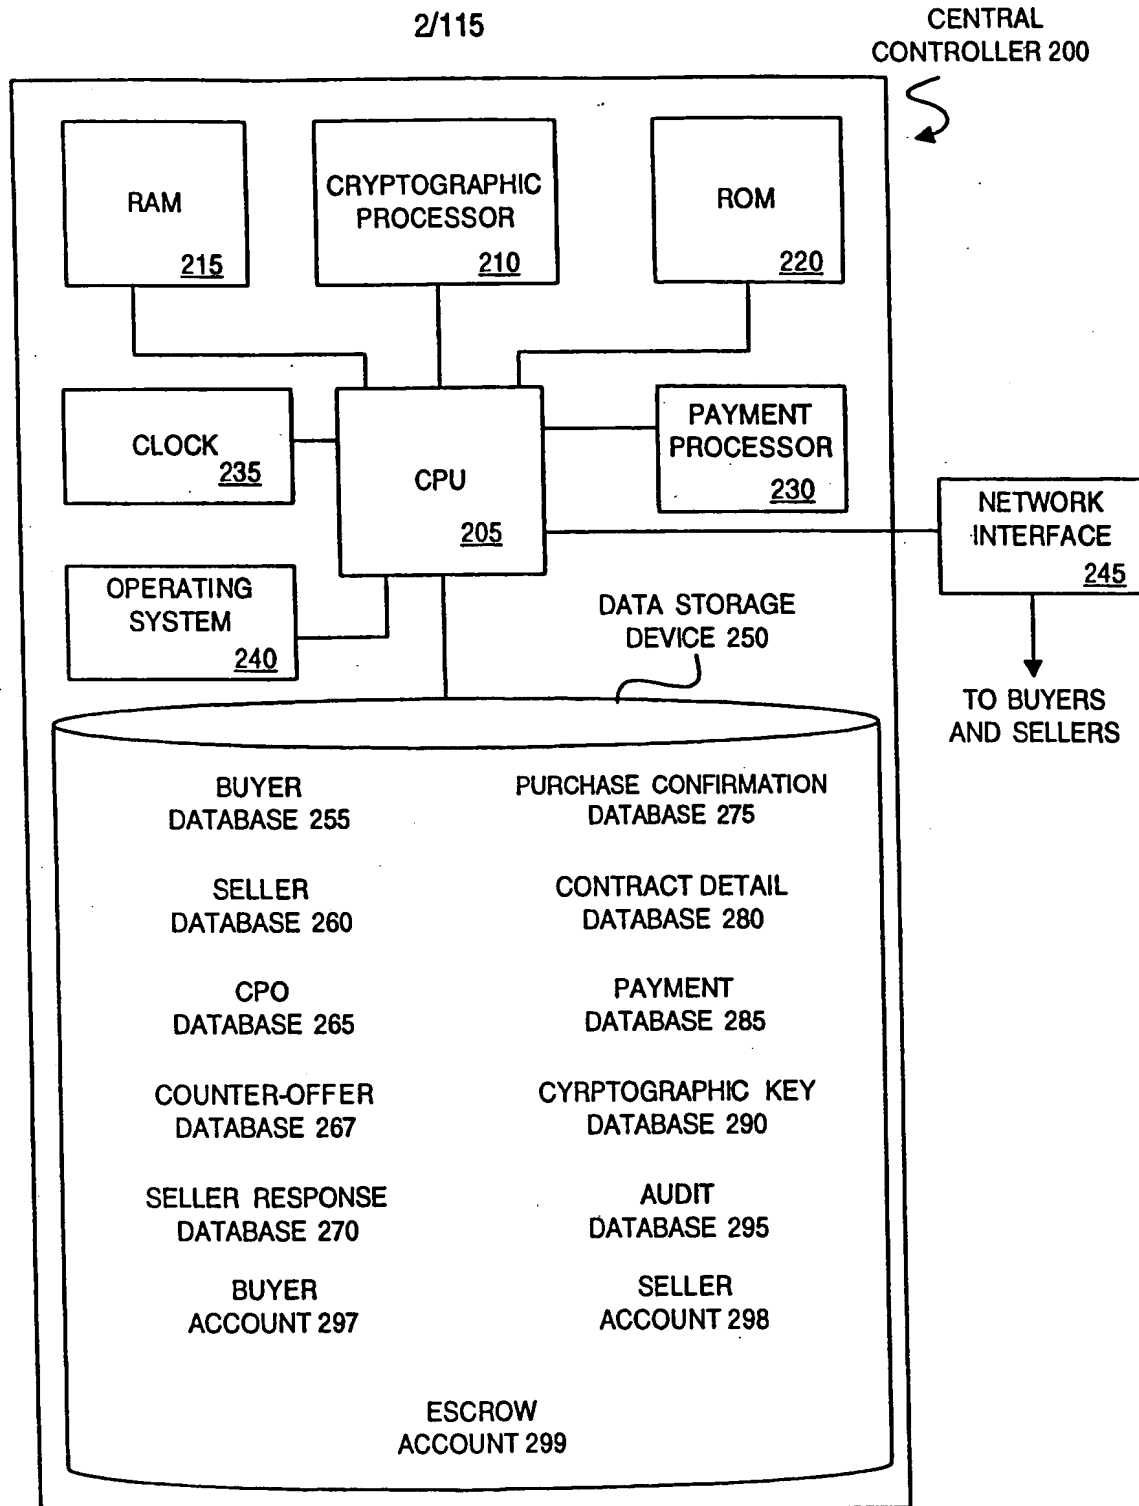 2/115
CENTRAL
CONTROLLER 200
RAM
215
CRYPTOGRAPHIC
PROCESSOR
210
ROM
220
CLOCK
235
CPU
205
PAYMENT
PROCESSOR
230
NETWORK
INTERFACE
245
OPERATING
SYSTEM
240
DATA STORAGE
DEVICE 250
TO BUYERS
AND SELLERS
BUYER
DATABASE 255
PURCHASE CONFIRMATION
DATABASE 275
SELLER
DATABASE 260
CONTRACT DETAIL
DATABASE 280
CPO
DATABASE 265
PAYMENT
DATABASE 285
COUNTER-OFFER
DATABASE 267
CYRPTOGRAPHIC KEY
DATABASE 290
SELLER RESPONSE
DATABASE 270
AUDIT
DATABASE 295
BUYER
ACCOUNT 297
SELLER
ACCOUNT 298
ESCROW
ACCOUNT 299